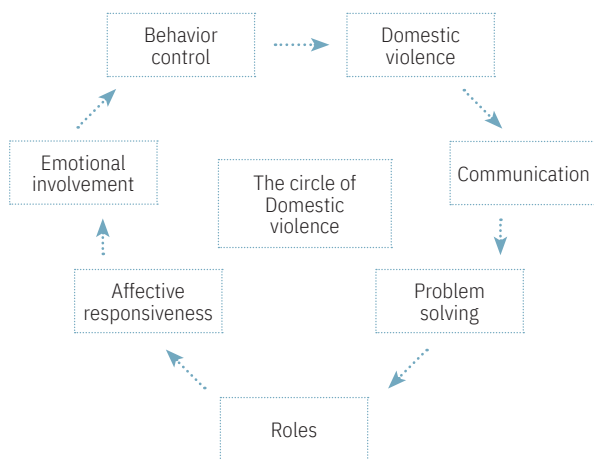 Behavior
control
Domestic
violence
Communication
Problem
solving
Roles
Affective
responsiveness
Emotional
involvement
The circle of
Domestic
violence